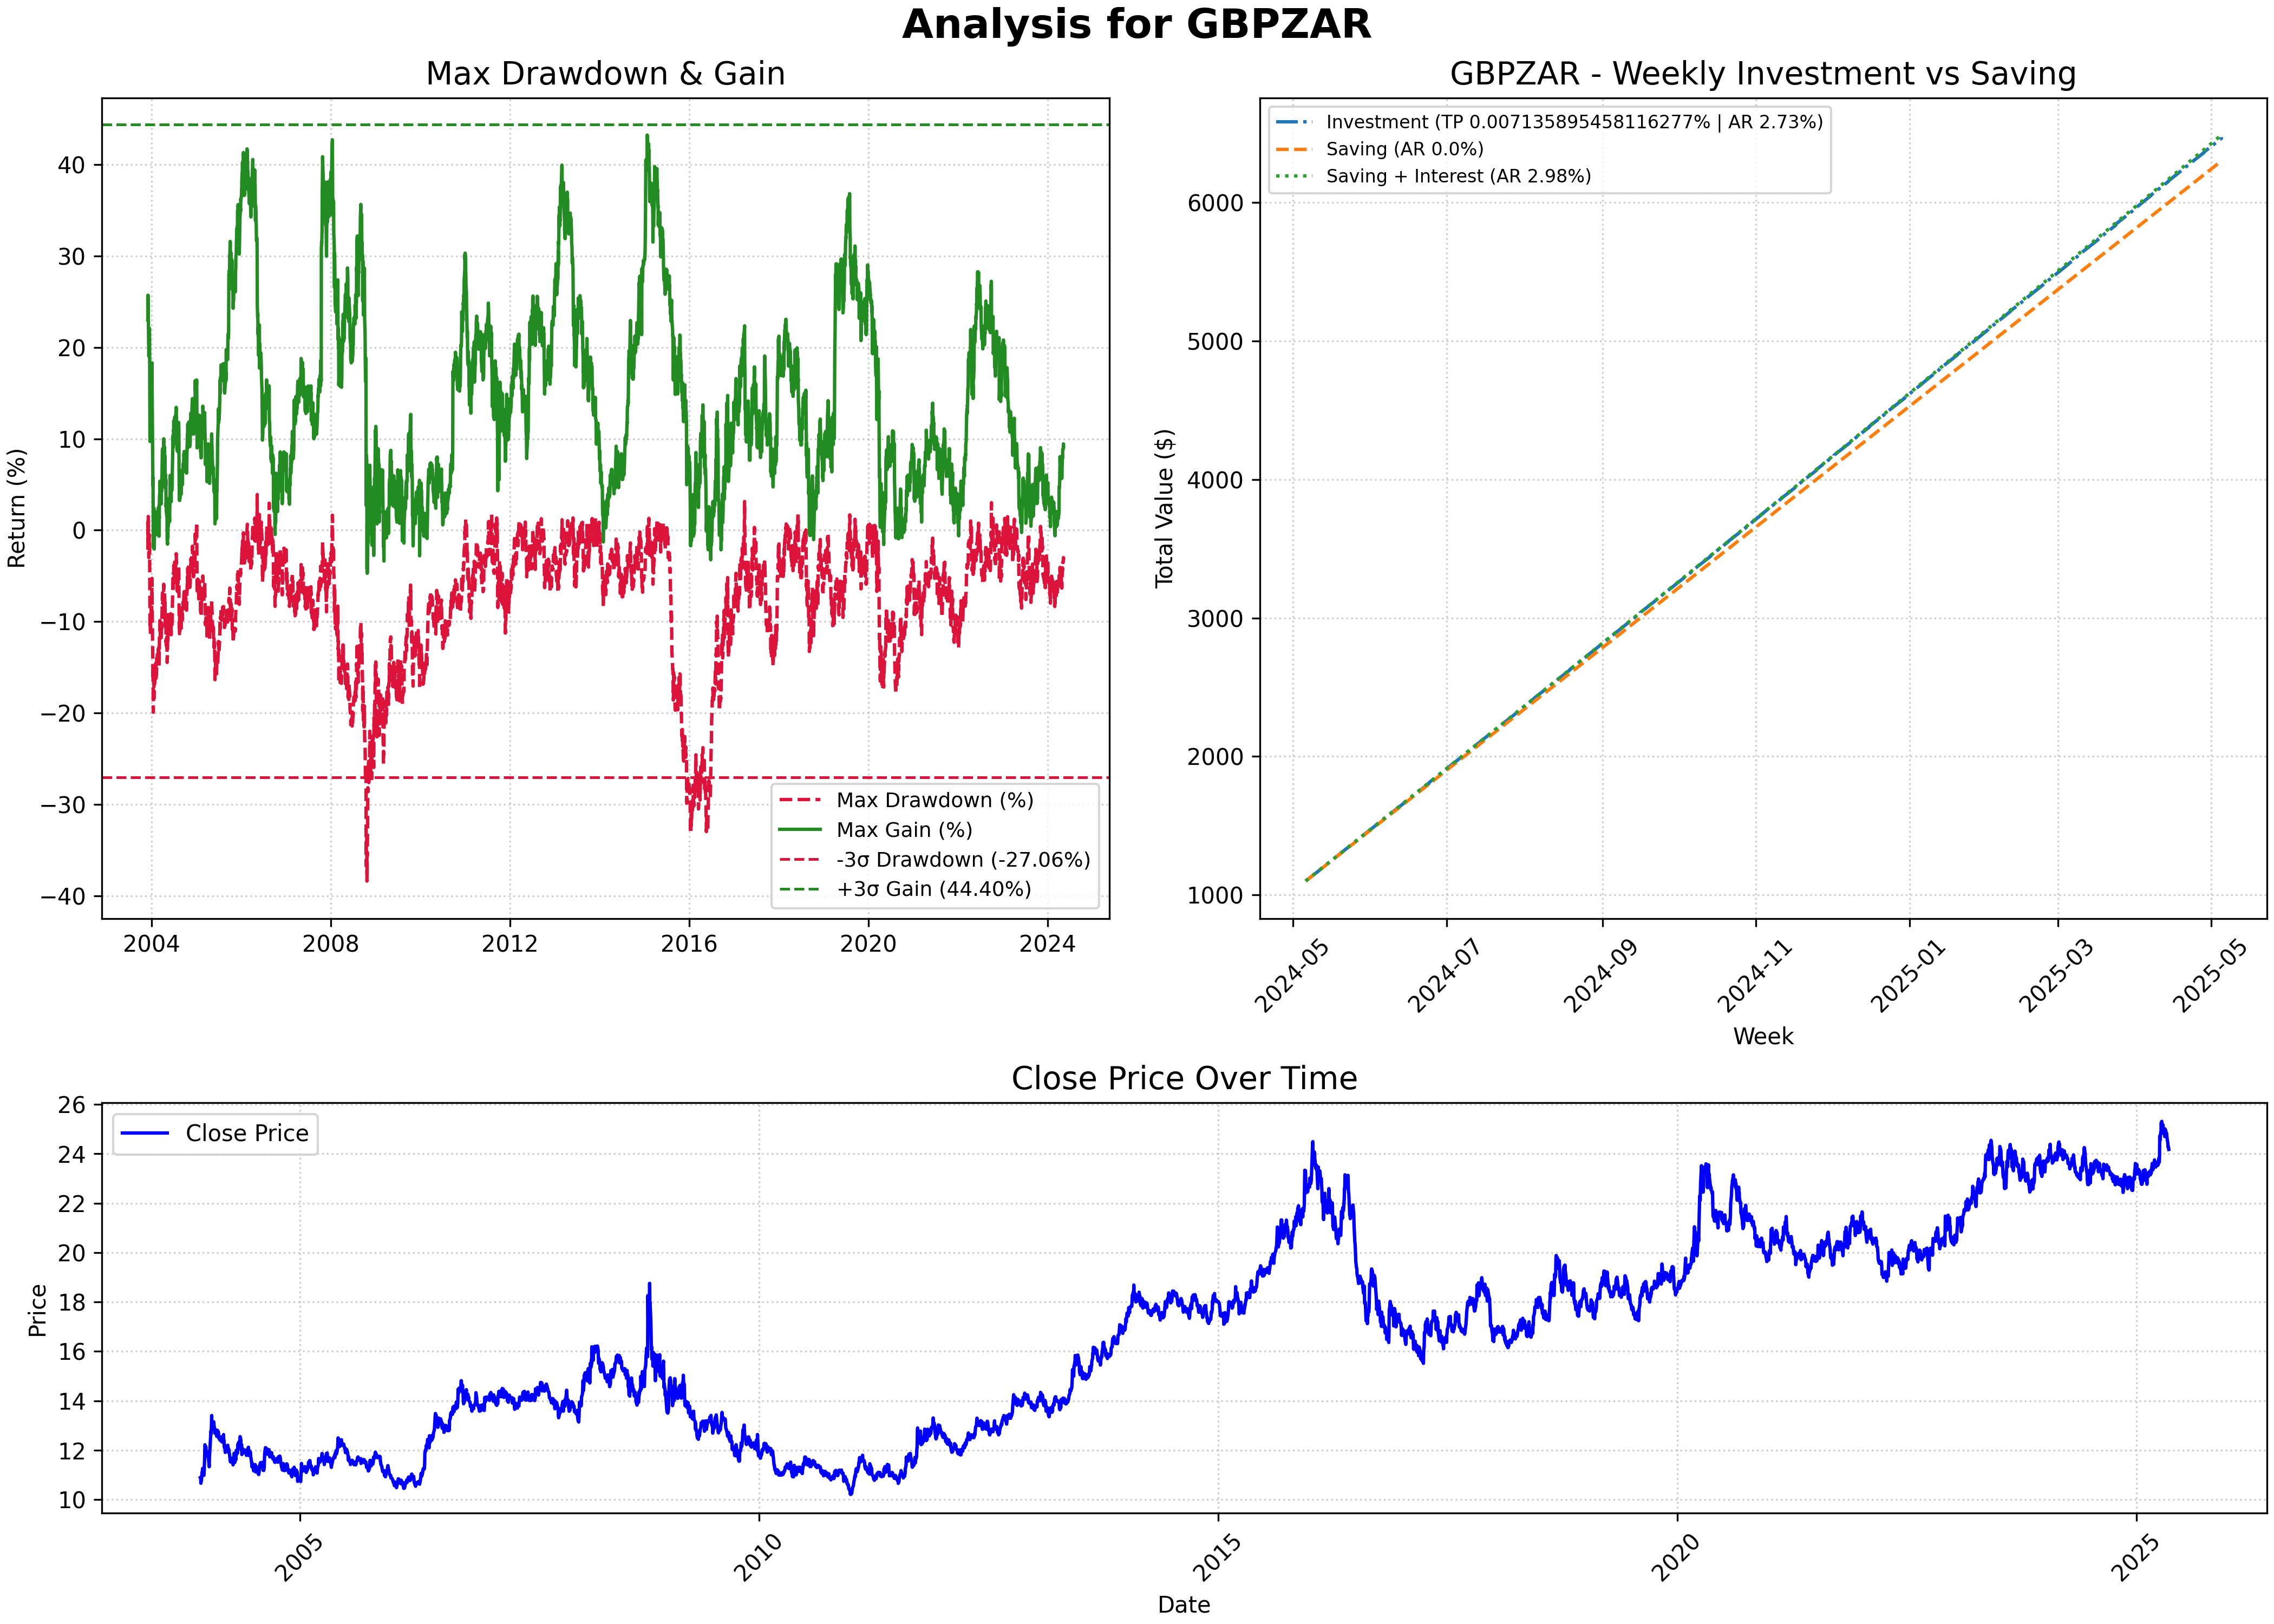 Analysis for GBPZAR
Max Drawdown & Gain
Return (%)
40
30
20
10
0
−10
−20
−30
−40
2004
2008
2012
2016
2020
2024
Max Drawdown (%)
Max Gain (%)
-3σ Drawdown (-27.06%)
+3σ Gain (44.40%)
GBPZAR - Weekly Investment vs Saving
Total Value ($)
6000
5000
4000
3000
2000
1000
Investment (TP 0.007135895458116277% | AR 2.73%)
Saving (AR 0.0%)
Saving + Interest (AR 2.98%)
2024-05
2024-07
2024-09
2024-11
2025-01
2025-03
2025-05
Week
Close Price Over Time
Price
26
24
22
20
18
16
14
12
10
Close Price
2005
2010
2015
2020
2025
Date